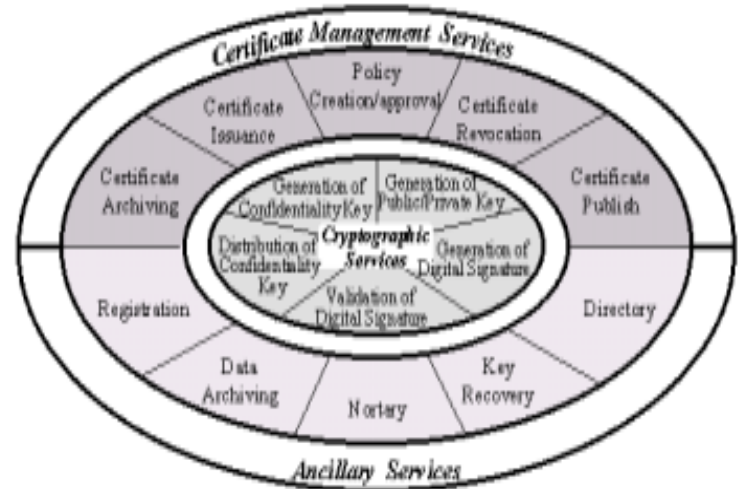 Certificate Management Services
Policy
Creation/approval
Certificate
Issuance
Certificate
Revocation
Certificate
Archiving
Certificate
Publish
Generation of
Confidentiality Key
Generation of
Public/Private Key
Cryptographic
Services
Distribution of
Confidentiality
Key
Generation of
Digital Signature
Validation of
Digital Signature
Registration
Directory
Data
Archiving
Nortary
Key
Recovery
Ancillary Services